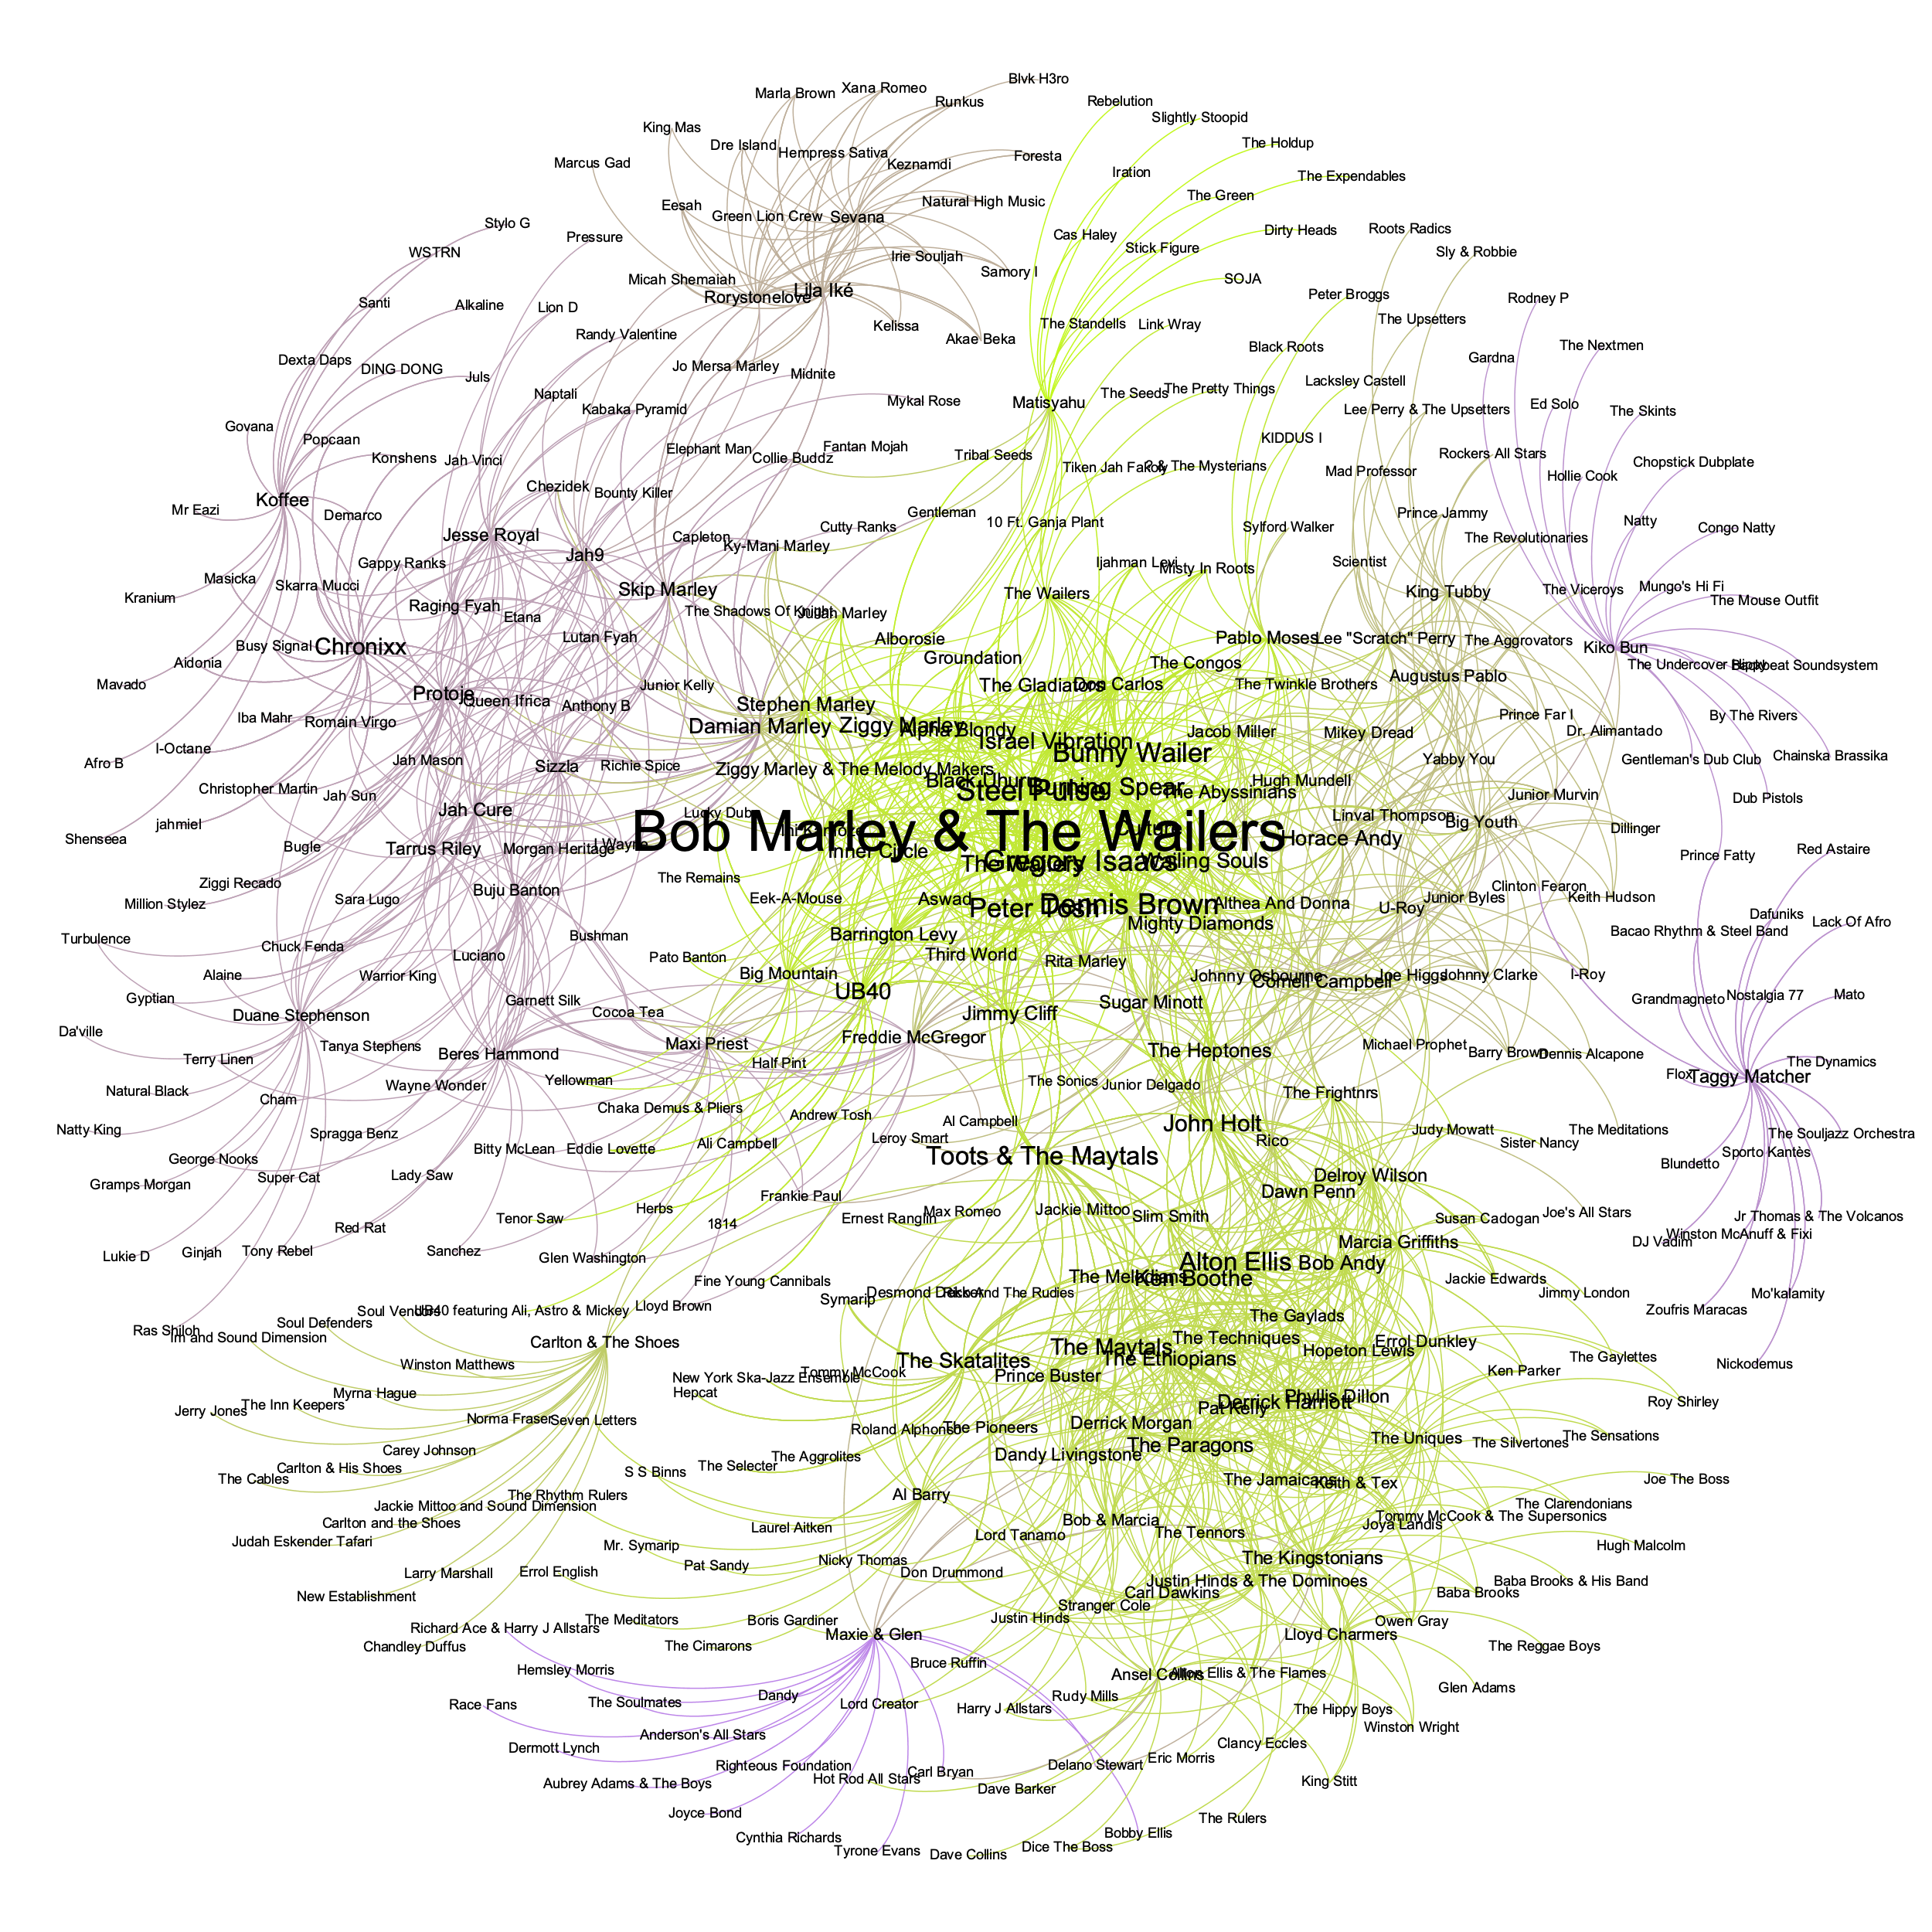 Blvk H3ro
Xana Romeo
Marla Brown
Runkus
Rebelution
Slightly Stoopid
King Mas
Dre Island
Hempress Sativa
The Holdup
Marcus Gad
Keznamdi
Foresta
Iration
The Expendables
Eesah
Green Lion Crew
Sevana
Natural High Music
The Green
Stylo G
WSTRN
Pressure
Cas Haley
Stick Figure
Dirty Heads
Roots Radics
Sly & Robbie
Irie Souljah
Samory I
Micah Shemaiah
Rorystonelove
Lila Iké
SOJA
Peter Broggs
Rodney P
Santi
Alkaline
Lion D
Randy Valentine
Kelissa
Akae Beka
The Standells
Link Wray
The Upsetters
Black Roots
Gardna
The Nextmen
Dexta Daps
DING DONG
Juls
Jo Mersa Marley
Midnite
Naptali
Kabaka Pyramid
Mykal Rose
Matisyahu
The Seeds
The Pretty Things
Lacksley Castell
Lee Perry & The Upsetters
Ed Solo
The Skints
Govana
Popcaan
Konshens
Jah Vinci
Elephant Man
Collie Buddz
Fantan Mojah
Tribal Seeds
Tiken Jah Fakoly
? & The Mysterians
KIDDUS I
Mad Professor
Rockers All Stars
Hollie Cook
Chopstick Dubplate
Koffee
Mr Eazi
Demarco
Chezidek
Bounty Killer
Gentleman
Cutty Ranks
10 Ft. Ganja Plant
Sylford Walker
Prince Jammy
The Revolutionaries
Natty
Congo Natty
Jesse Royal
Jah9
Capleton
Ky-Mani Marley
Gappy Ranks
Skarra Mucci
Masicka
Kranium
Raging Fyah
Etana
Skip Marley
The Shadows Of Knight
Julian Marley
The Wailers
Ijahman Levi
Misty In Roots
Scientist
King Tubby
The Viceroys
Mungo's Hi Fi
The Mouse Outfit
Chronixx
Busy Signal
Aidonia
Mavado
Lutan Fyah
Alborosie
Groundation
The Congos
Pablo Moses
Lee "Scratch" Perry
The Aggrovators
Kiko Bun
The Undercover Hippy
Backbeat Soundsystem
Protoje
Queen Ifrica
Junior Kelly
Anthony B
Stephen Marley
Damian Marley
Ziggy Marley
Alpha Blondy
The Gladiators
Don Carlos
The Twinkle Brothers
Augustus Pablo
Iba Mahr
Romain Virgo
I-Octane
Afro B
Jah Mason
Sizzla
Richie Spice
Ziggy Marley & The Melody Makers
Israel Vibration
Bunny Wailer
Jacob Miller
Mikey Dread
Prince Far I
Dr. Alimantado
By The Rivers
Chainska Brassika
Gentleman's Dub Club
Yabby You
Christopher Martin
Jah Sun
Jah Cure
Black Uhuru
Steel Pulse
Burning Spear
The Abyssinians
Hugh Mundell
Junior Murvin
Dub Pistols
Lucky Dube
Bob Marley & The Wailers
Ini Kamoze
Culture
Linval Thompson
Big Youth
Dillinger
jahmiel
Shenseea
Bugle
Tarrus Riley
Morgan Heritage
I Wayne
Inner Circle
The Wailers
Gregory Isaacs
Wailing Souls
Horace Andy
Prince Fatty
Red Astaire
Ziggi Recado
Million Stylez
Sara Lugo
Buju Banton
The Remains
Eek-A-Mouse
Aswad
Peter Tosh
Dennis Brown
Althea And Donna
U-Roy
Junior Byles
Clinton Fearon
Keith Hudson
Turbulence
Chuck Fenda
Bushman
Barrington Levy
Mighty Diamonds
Bacao Rhythm & Steel Band
Dafuniks
Lack Of Afro
Alaine
Warrior King
Luciano
Pato Banton
Big Mountain
Third World
Rita Marley
Johnny Osbourne
Cornell Campbell
Joe Higgs
Johnny Clarke
I-Roy
Gyptian
Duane Stephenson
Garnett Silk
Cocoa Tea
UB40
Jimmy Cliff
Sugar Minott
Grandmagneto
Nostalgia 77
Mato
Da'ville
Terry Linen
Tanya Stephens
Beres Hammond
Maxi Priest
Freddie McGregor
Half Pint
The Heptones
Michael Prophet
Barry Brown
Dennis Alcapone
The Dynamics
Flox
Taggy Matcher
Natural Black
Cham
Wayne Wonder
Yellowman
Chaka Demus & Pliers
Andrew Tosh
The Sonics
Junior Delgado
The Frightnrs
Natty King
Spragga Benz
Bitty McLean
Eddie Lovette
Ali Campbell
Leroy Smart
Al Campbell
John Holt
Rico
Judy Mowatt
Sister Nancy
The Meditations
The Souljazz Orchestra
Sporto Kantès
Blundetto
George Nooks
Gramps Morgan
Super Cat
Lady Saw
Toots & The Maytals
Delroy Wilson
Dawn Penn
Frankie Paul
Herbs
1814
Tenor Saw
Ernest Ranglin
Max Romeo
Jackie Mittoo
Slim Smith
Susan Cadogan
Joe's All Stars
Jr Thomas & The Volcanos
Winston McAnuff & Fixi
DJ Vadim
Red Rat
Lukie D
Ginjah
Tony Rebel
Sanchez
Glen Washington
Marcia Griffiths
Alton Ellis
Bob Andy
Ken Boothe
The Melodians
Fine Young Cannibals
Symarip
Desmond Dekker
Rico And The Rudies
Jackie Edwards
Jimmy London
Mo'kalamity
Zoufris Maracas
Ras Shiloh
Soul Vendors
UB40 featuring Ali, Astro & Mickey
Lloyd Brown
Soul Defenders
Im and Sound Dimension
Carlton & The Shoes
The Gaylads
The Techniques
Errol Dunkley
Hopeton Lewis
The Maytals
The Ethiopians
The Skatalites
Prince Buster
Ken Parker
The Gaylettes
Nickodemus
Winston Matthews
Myrna Hague
New York Ska-Jazz Ensemble
Tommy McCook
Hepcat
Phyllis Dillon
Derrick Harriott
Pat Kelly
Roy Shirley
Jerry Jones
The Inn Keepers
Norma Fraser
Seven Letters
Roland Alphonso
The Pioneers
Derrick Morgan
The Paragons
The Uniques
The Silvertones
The Sensations
Carey Johnson
Carlton & His Shoes
The Cables
S S Binns
The Selecter
The Aggrolites
Dandy Livingstone
The Jamaicans
Keith & Tex
Joe The Boss
The Rhythm Rulers
Al Barry
Jackie Mittoo and Sound Dimension
Carlton and the Shoes
Judah Eskender Tafari
Laurel Aitken
Lord Tanamo
Bob & Marcia
The Tennors
The Clarendonians
Tommy McCook & The Supersonics
Joya Landis
Hugh Malcolm
Mr. Symarip
Pat Sandy
Nicky Thomas
Don Drummond
The Kingstonians
Larry Marshall
Errol English
New Establishment
Justin Hinds & The Dominoes
Carl Dawkins
Baba Brooks
Baba Brooks & His Band
Stranger Cole
Justin Hinds
Owen Gray
Richard Ace & Harry J Allstars
The Meditators
Boris Gardiner
Maxie & Glen
Lloyd Charmers
Chandley Duffus
The Cimarons
The Reggae Boys
Hemsley Morris
Bruce Ruffin
Ansel Collins
Alton Ellis & The Flames
Glen Adams
Race Fans
The Soulmates
Dandy
Lord Creator
Harry J Allstars
Rudy Mills
The Hippy Boys
Winston Wright
Anderson's All Stars
Dermott Lynch
Clancy Eccles
Righteous Foundation
Aubrey Adams & The Boys
Hot Rod All Stars
Carl Bryan
Delano Stewart
Eric Morris
Dave Barker
King Stitt
Joyce Bond
The Rulers
Cynthia Richards
Tyrone Evans
Bobby Ellis
Dave Collins
Dice The Boss